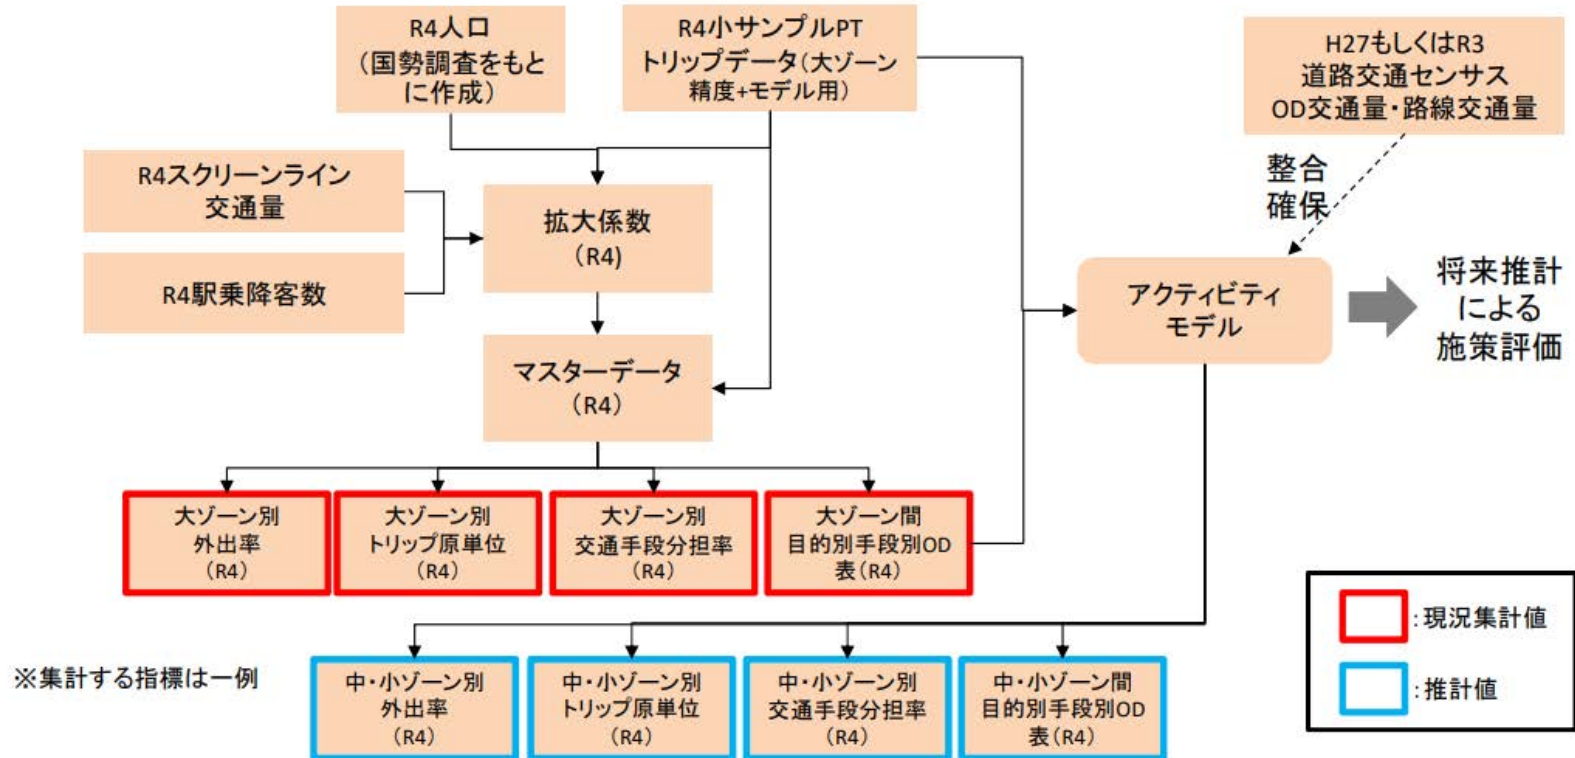 R4人口
(国勢調査をもと
に作成)
R4小サンプルPT
トリップデータ(大ゾーン
精度+モデル用)
H27もしくはR3
道路交通センサス
OD交通量・路線交通量
R4スクリーンライン
交通量
拡大係数
(R4)
整合
確保
R4駅乗降客数
アクティビティ
モデル
将来推計
による
施策評価
マスターデータ
(R4)
大ゾーン別
外出率
(R4)
大ゾーン別
トリップ原単位
(R4)
大ゾーン別
交通手段分担率
(R4)
大ゾーン間
目的別手段別OD
表(R4)
:現況集計値
:推計値
※集計する指標は一例
中・小ゾーン別
外出率
(R4)
中・小ゾーン別
トリップ原単位
(R4)
中・小ゾーン別
交通手段分担率
(R4)
中・小ゾーン間
目的別手段別OD
表(R4)